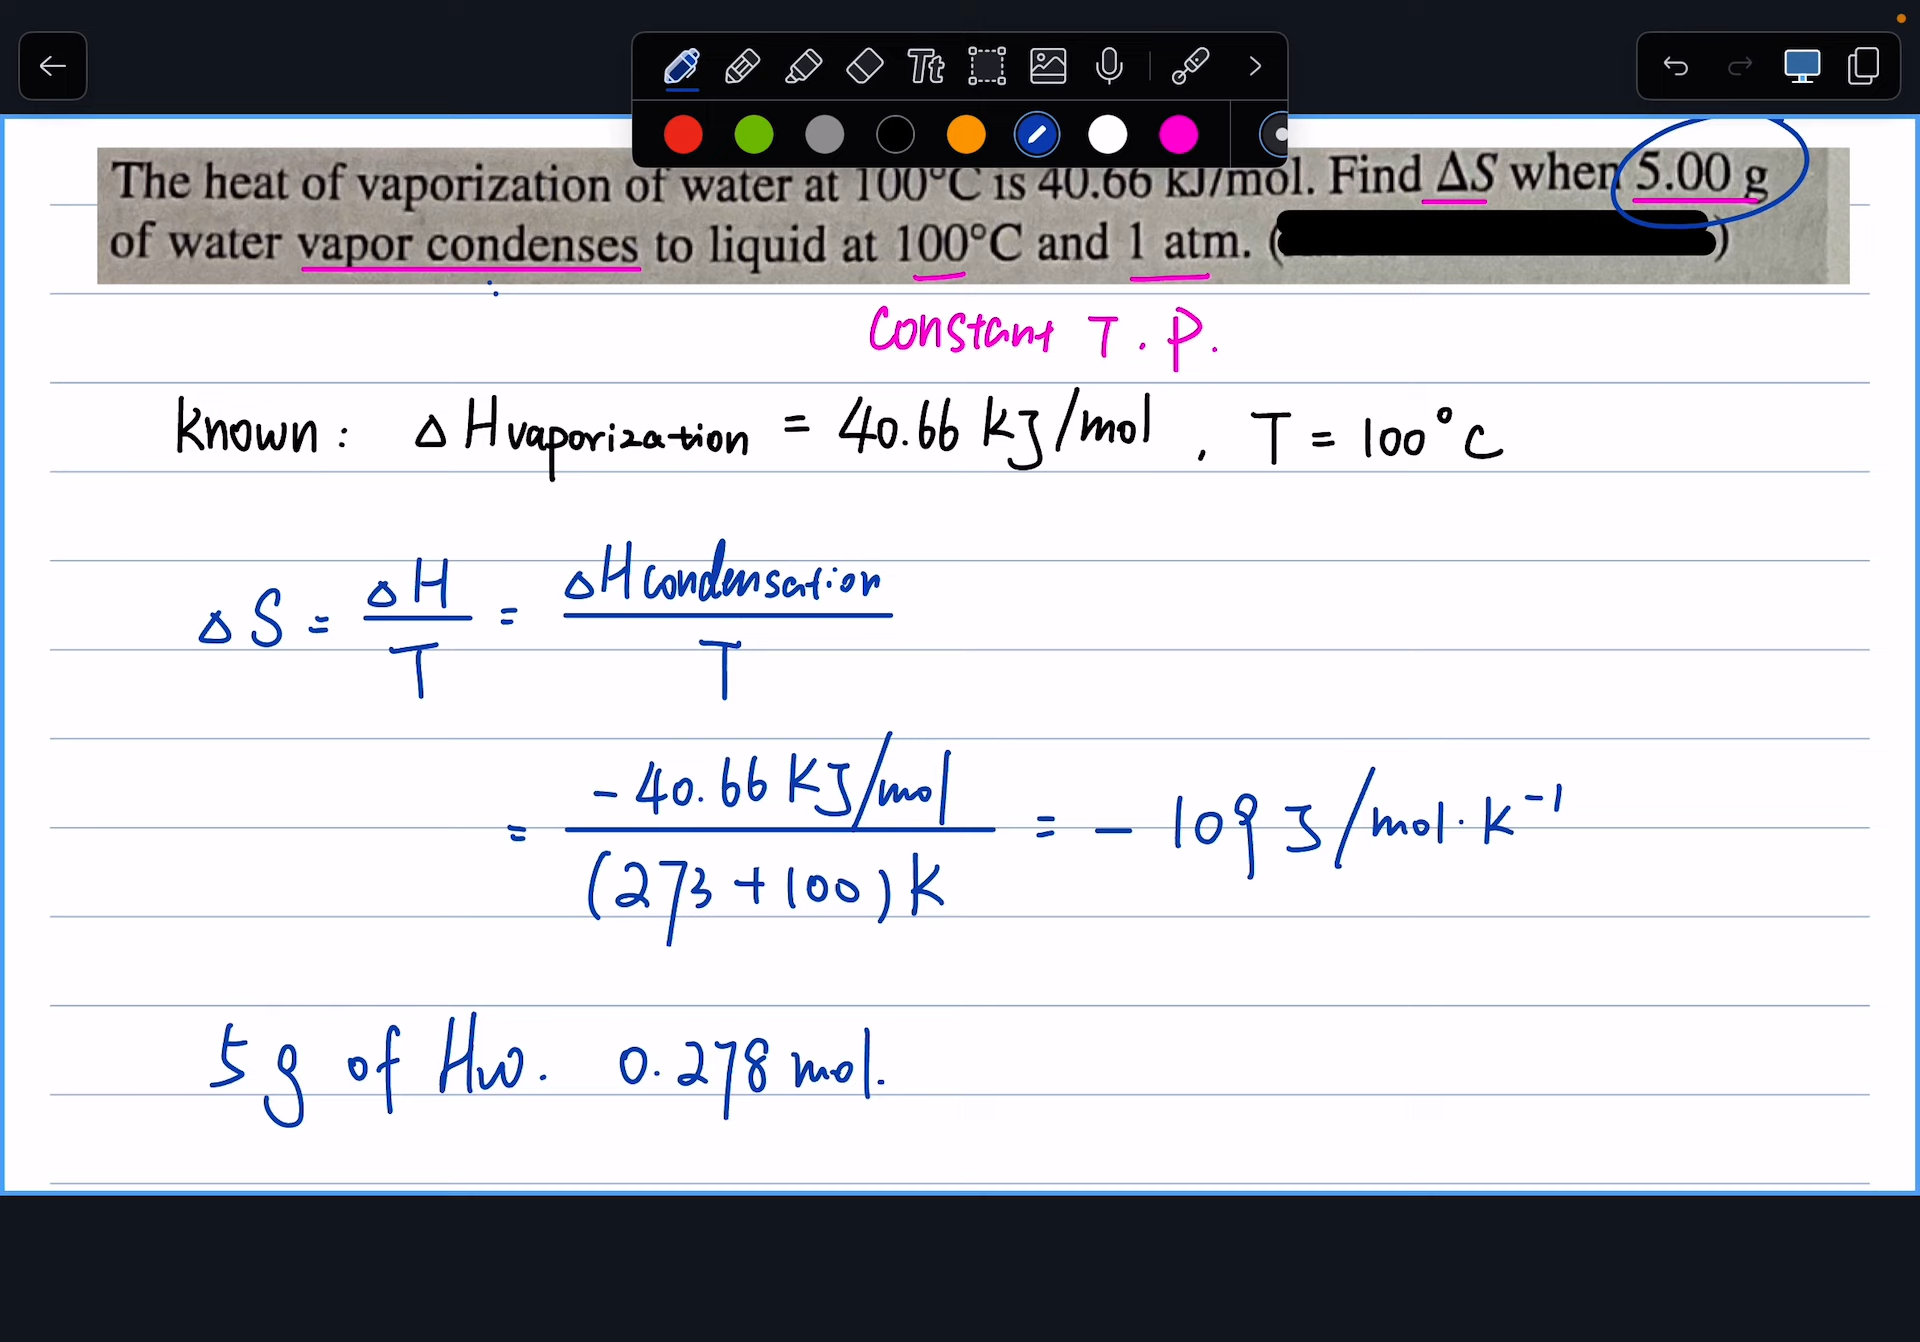 Tt
The heat of vaporization of water at 100°C is 40.66 kJ/mol. Find ΔS when 5.00 g
of water vapor condenses to liquid at 100°C and 1 atm. ( )
Constant T . P.
Known : ΔHvaporization = 40.66 kJ/mol , T = 100°C
ΔS = ΔH / T = ΔHcondensation / T
= -40.66 KJ/mol / (273 + 100) K = - 109 J/mol·K⁻¹
5 g of 0.278 mol.